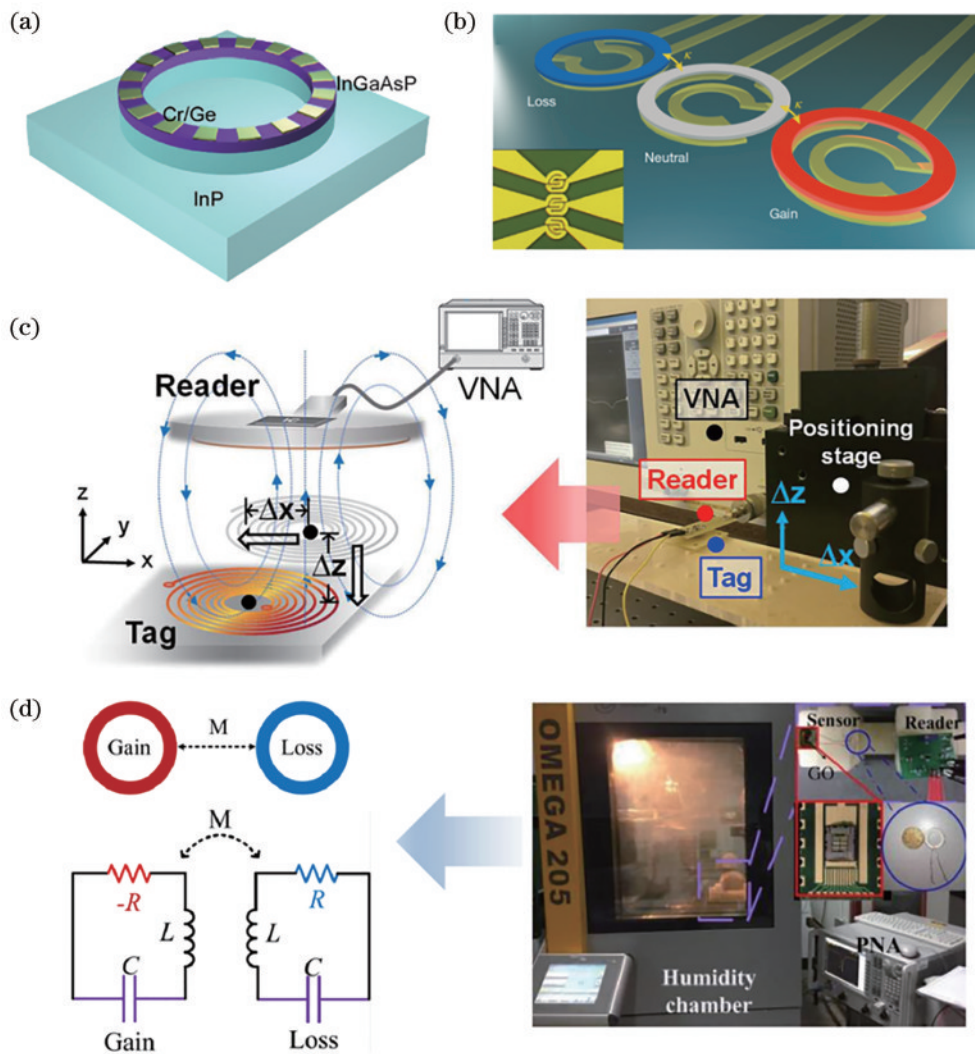 (a)
InGaAsP
Cr/Ge
InP
(b)
κ
Loss
κ
Neutral
Gain
(c)
VNA
Reader
Δx
z
y
x
Δz
Tag
VNA
Positioning
stage
Reader
Δz
Δx
Tag
(d)
M
Gain
Loss
M
-R
R
L
L
C
C
Gain
Loss
OMEGA 205
Sensor
Reader
GO
PNA
Humidity
chamber